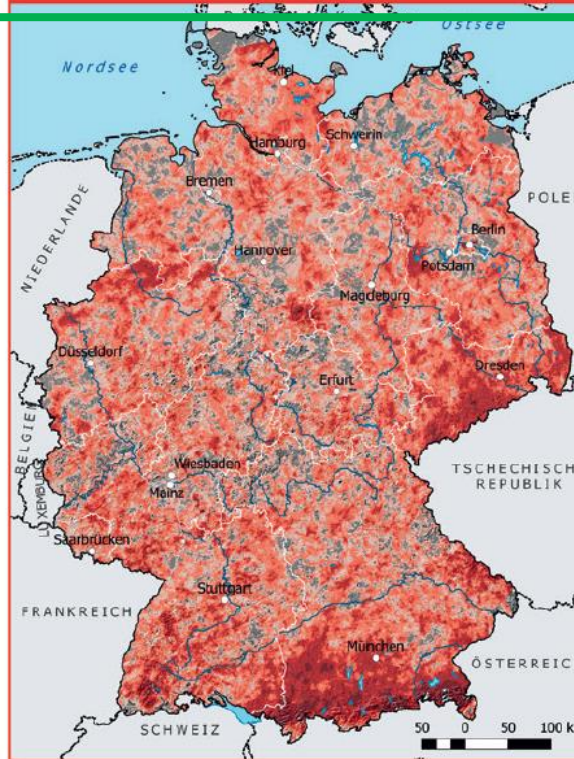 Ostsee
Nordsee
Kiel
Hamburg
Schwerin
Bremen
POLE
NIEDERLANDE
Berlin
Hannover
Potsdam
Magdeburg
Düsseldorf
Dresden
Erfurt
BELGIEN
Wiesbaden
TSCHECHISCH
REPUBLIK
Mainz
LUXEMBURG
Saarbrücken
FRANKREICH
Stuttgart
München
ÖSTERREIC
SCHWEIZ
50 0 50 100 k